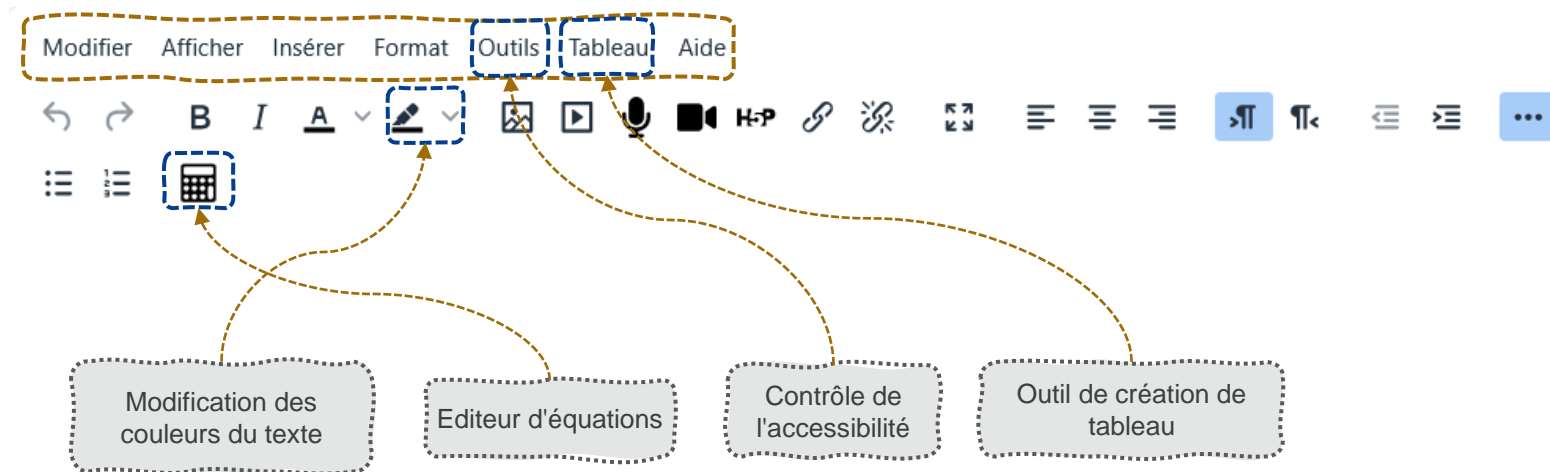 Modifier Afficher Insérer Format Outils Tableau Aide
B I A H5P
Modification des
couleurs du texte
Editeur d'équations
Contrôle de
l'accessibilité
Outil de création de
tableau